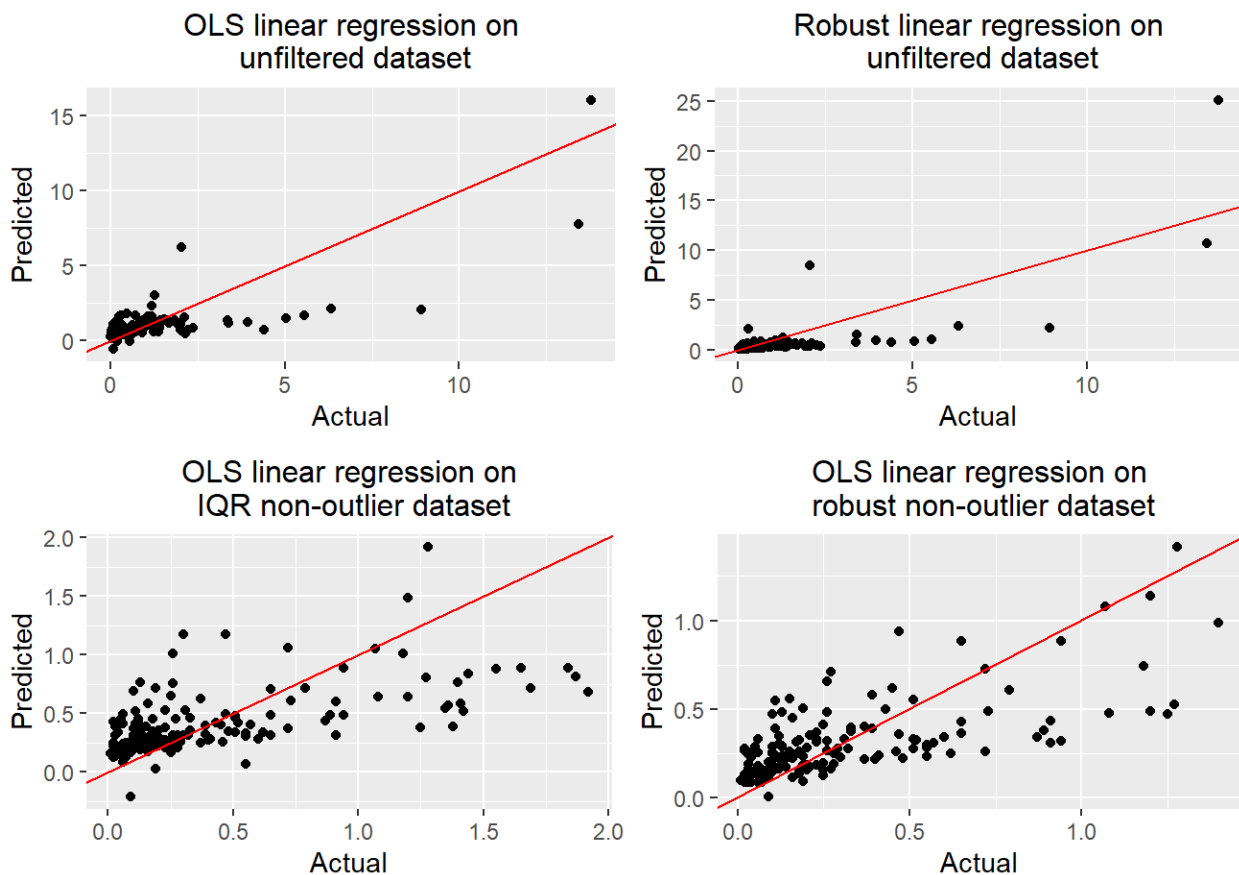 OLS linear regression on
unfiltered dataset
15
10
5
0
Predicted
0
5
10
Actual
Robust linear regression on
unfiltered dataset
25
20
15
10
5
0
Predicted
0
5
10
Actual
OLS linear regression on
IQR non-outlier dataset
2.0
1.5
1.0
0.5
0.0
Predicted
0.0
0.5
1.0
1.5
2.0
Actual
OLS linear regression on
robust non-outlier dataset
1.0
0.5
0.0
Predicted
0.0
0.5
1.0
Actual